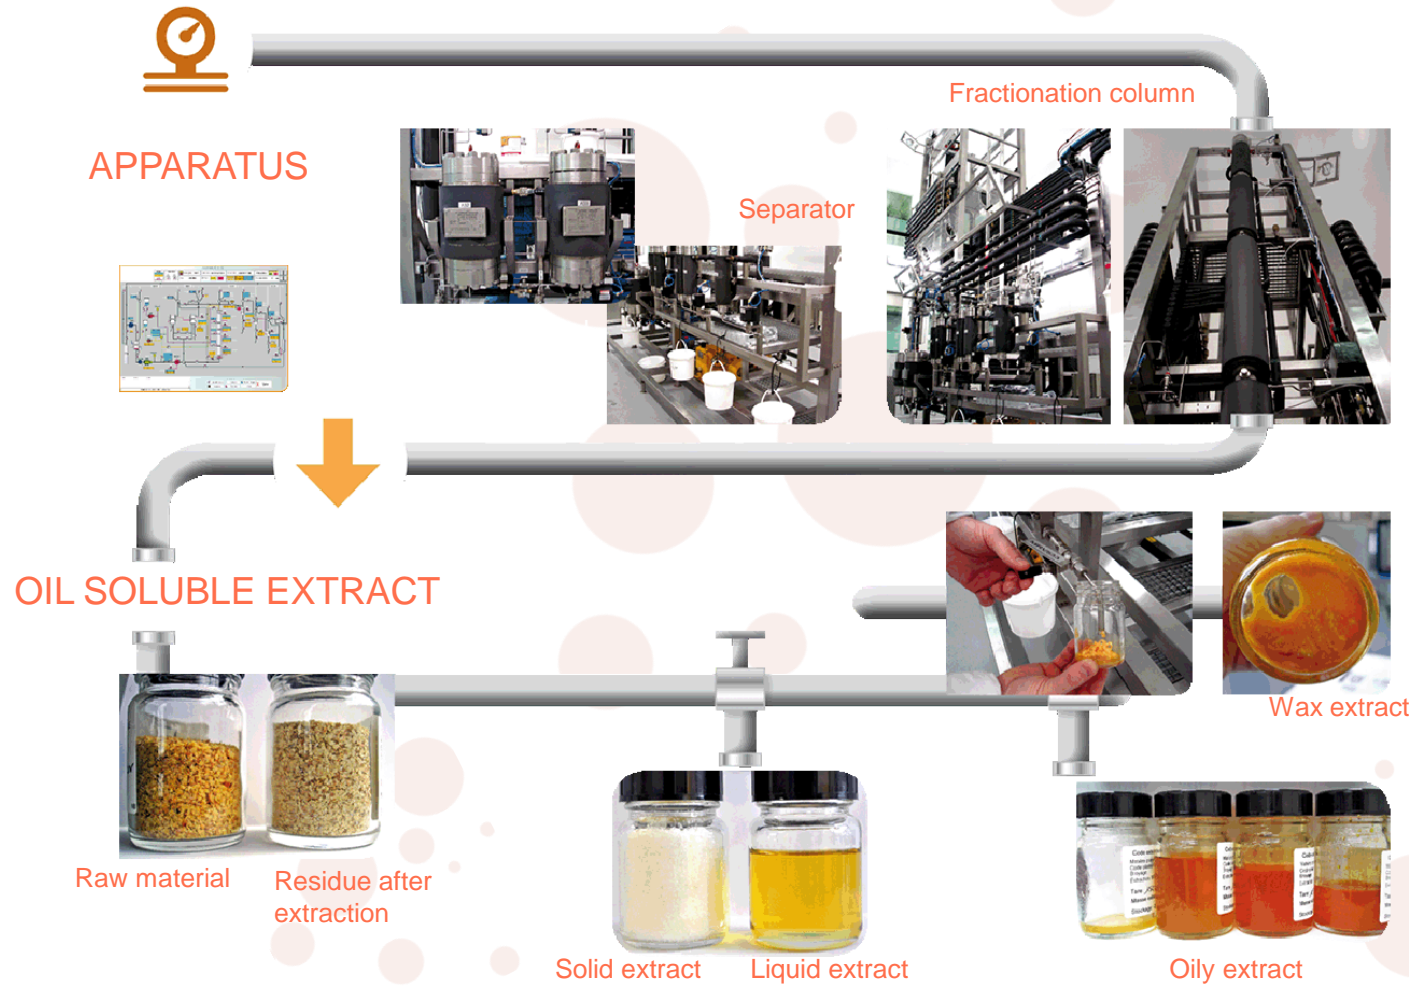 Fractionation column
APPARATUS
Separator
OIL SOLUBLE EXTRACT
Wax extract
Raw material
Residue after
extraction
Solid extract
Liquid extract
Oily extract